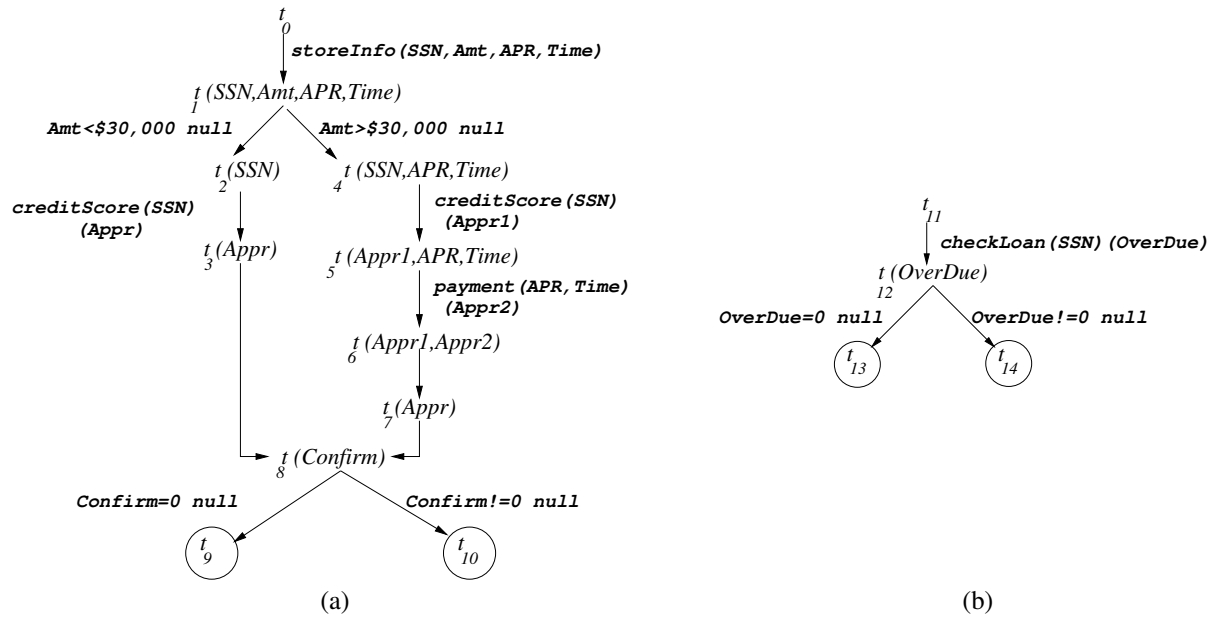 t0
storeInfo(SSN,Amt,APR,Time)
t1(SSN,Amt,APR,Time)
Amt<$30,000 null
Amt>$30,000 null
t2(SSN)
t4(SSN,APR,Time)
creditScore(SSN)
(Appr)
creditScore(SSN)
(Appr1)
t3(Appr)
t5(Appr1,APR,Time)
payment(APR,Time)
(Appr2)
t6(Appr1,Appr2)
t7(Appr)
t8(Confirm)
Confirm=0 null
Confirm!=0 null
t9
t10
(a)
t11
checkLoan(SSN)(OverDue)
t12(OverDue)
OverDue=0 null
OverDue!=0 null
t13
t14
(b)